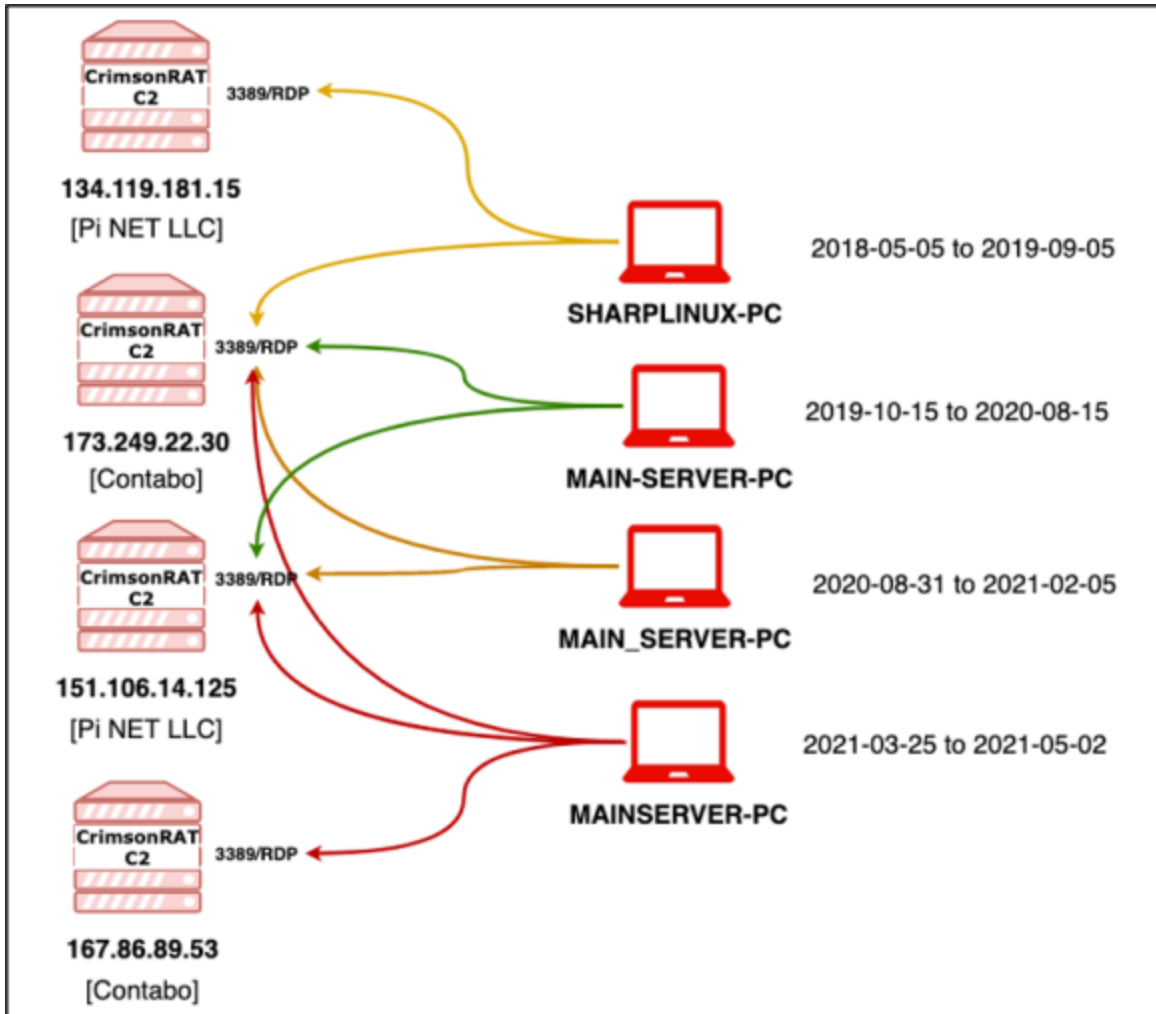 CrimsonRAT
C2
3389/RDP
134.119.181.15
[Pi NET LLC]
SHARPLINUX-PC
2018-05-05 to 2019-09-05
CrimsonRAT
C2
3389/RDP
173.249.22.30
[Contabo]
MAIN-SERVER-PC
2019-10-15 to 2020-08-15
CrimsonRAT
C2
3389/RDP
151.106.14.125
[Pi NET LLC]
MAIN_SERVER-PC
2020-08-31 to 2021-02-05
MAINSERVER-PC
2021-03-25 to 2021-05-02
CrimsonRAT
C2
3389/RDP
167.86.89.53
[Contabo]